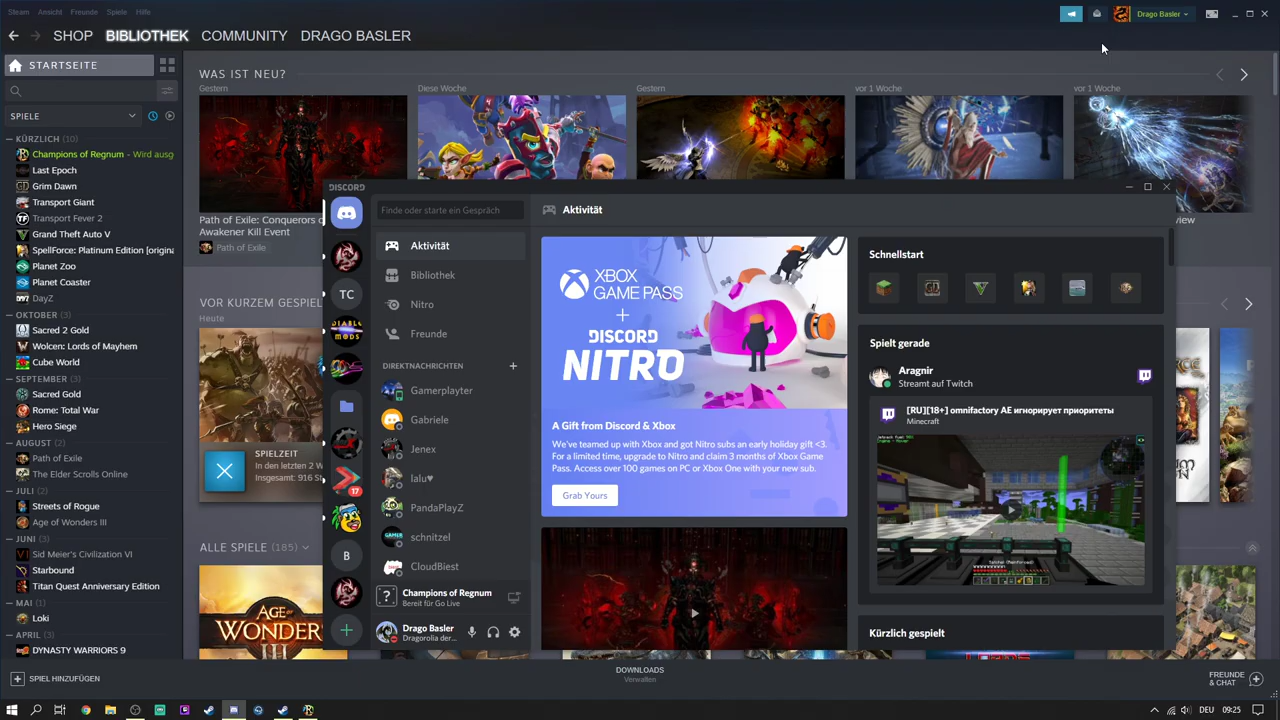 Steam Ansicht Freunde Spiele Hilfe
Drago Basler
SHOP BIBLIOTHEK COMMUNITY DRAGO BASLER
STARTSEITE
SPIELE
KÜRZLICH (10)
Champions of Regnum - Wird ausg
Last Epoch
Grim Dawn
Transport Giant
Transport Fever 2
Grand Theft Auto V
SpellForce: Platinum Edition [origina
Planet Zoo
Planet Coaster
DayZ
OKTOBER (3)
Sacred 2 Gold
Wolcen: Lords of Mayhem
Cube World
SEPTEMBER (3)
Sacred Gold
Rome: Total War
Hero Siege
AUGUST (2)
Path of Exile
The Elder Scrolls Online
JULI (2)
Streets of Rogue
Age of Wonders III
JUNI (3)
Sid Meier's Civilization VI
Starbound
Titan Quest Anniversary Edition
MAI (1)
Loki
APRIL (3)
DYNASTY WARRIORS 9
WAS IST NEU?
Gestern
Diese Woche
Gestern
vor 1 Woche
vor 1 Woche
Path of Exile: Conquerors o
Awakener Kill Event
Path of Exile
view
VOR KURZEM GESPIEL
Heute
SPIELZEIT
In den letzten 2 W
Insgesamt: 916 St
ALLE SPIELE (185)
AGE OF
WONDERS
III
DISCORD
Finde oder starte ein Gespräch
Aktivität
Bibliothek
Nitro
Freunde
DIREKTNACHRICHTEN
Gamerplayter
Gabriele
Jenex
lalu♥
PandaPlayZ
schnitzel
CloudBiest
Champions of Regnum
Bereit für Go Live
Drago Basler
Dragorolia der...
TC
DIABLO
MODS
17
B
Aktivität
XBOX
GAME PASS
+
DISCORD
NITRO
A Gift from Discord & Xbox
We've teamed up with Xbox and got Nitro subs an early holiday gift <3.
For a limited time, upgrade to Nitro and claim 3 months of Xbox Game
Pass. Access over 100 games on PC or Xbox One with your new sub.
Grab Yours
Schnellstart
Spielt gerade
Aragnir
Streamt auf Twitch
[RU][18+] omnifactory AE игнорирует приоритеты
Minecraft
Kürzlich gespielt
SPIEL HINZUFÜGEN
DOWNLOADS
Verwalten
FREUNDE
& CHAT
DEU 09:25